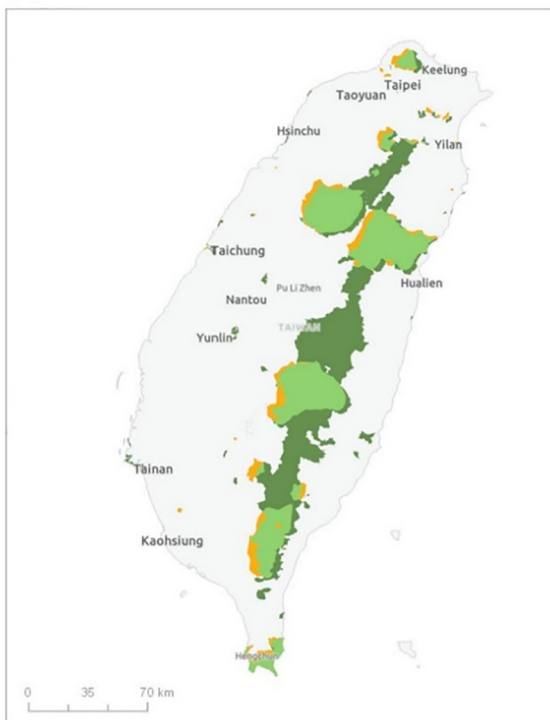 Keelung
Taipei
Taoyuan
Hsinchu
Yilan
Taichung
Hualien
Pu Li Zhen
Nantou
TAIWAN
Yunlin
Tainan
Kaohsiung
Hengchun
0 35 70 km